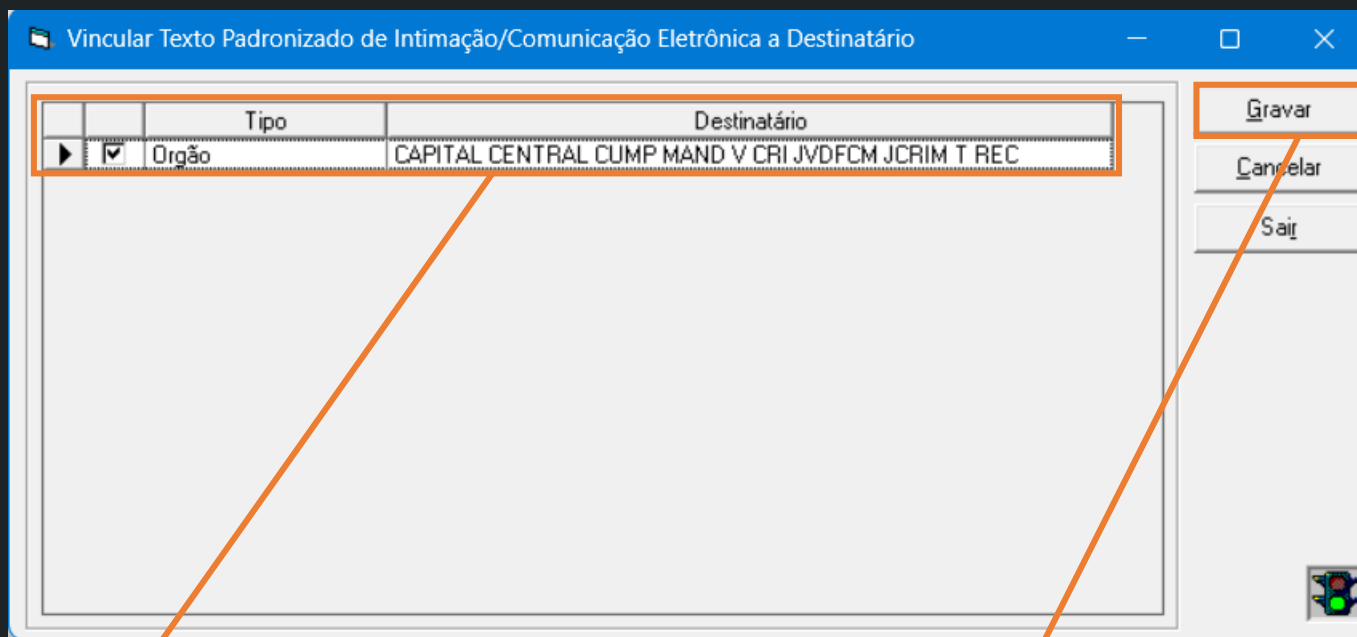 Vincular Texto Padronizado de Intimação/Comunicação Eletrônica a Destinatário
Tipo Destinatário
Orgão CAPITAL CENTRAL CUMP MAND V CRI JVDFCM JCRIM T REC
Gravar
Cancelar
Sair